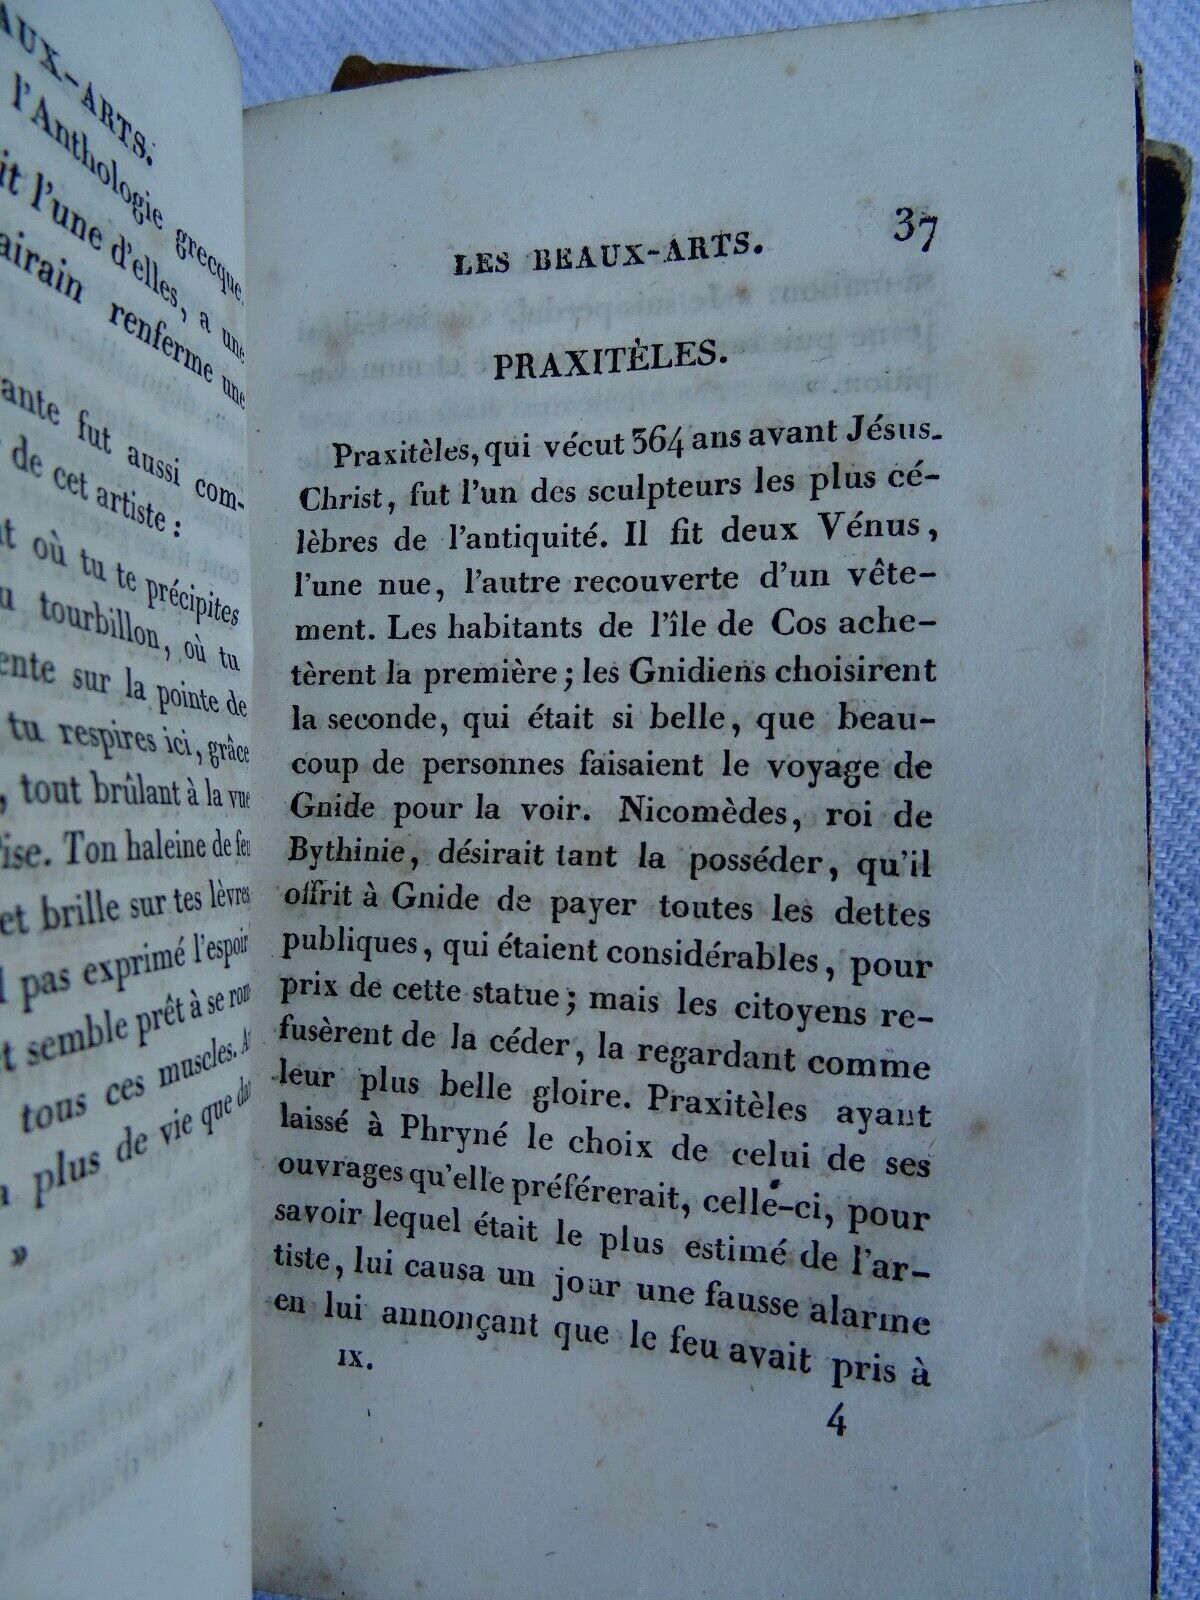 AUX-ARTS.
l'Anthologie grecque,
l'une d'elles, a une
airain renferme une
fut aussi com-
de cet artiste :
où tu te précipites
tourbillon, où tu
sur la pointe de
tu respires ici, grâce
, tout brûlant à la vue
Ton haleine de feu
et brille sur tes lèvres
pas exprimé l'espoir
semble prêt à se rom
tous ces muscles.
plus de vie que dan
»
LES BEAUX-ARTS. 37
PRAXITÈLES.
Praxitèles, qui vécut 364 ans avant Jésus-
Christ, fut l'un des sculpteurs les plus cé-
lèbres de l'antiquité. Il fit deux Vénus,
l'une nue, l'autre recouverte d'un vête-
ment. Les habitants de l'île de Cos ache-
tèrent la première ; les Gnidiens choisirent
la seconde, qui était si belle, que beau-
coup de personnes faisaient le voyage de
Gnide pour la voir. Nicomèdes, roi de
Bythinie, désirait tant la posséder, qu'il
offrit à Gnide de payer toutes les dettes
publiques, qui étaient considérables, pour
prix de cette statue ; mais les citoyens re-
fusèrent de la céder, la regardant comme
leur plus belle gloire. Praxitèles ayant
laissé à Phryné le choix de celui de ses
ouvrages qu'elle préférerait, celle-ci, pour
savoir lequel était le plus estimé de l'ar-
tiste, lui causa un jour une fausse alarme
en lui annonçant que le feu avait pris à
IX. 4